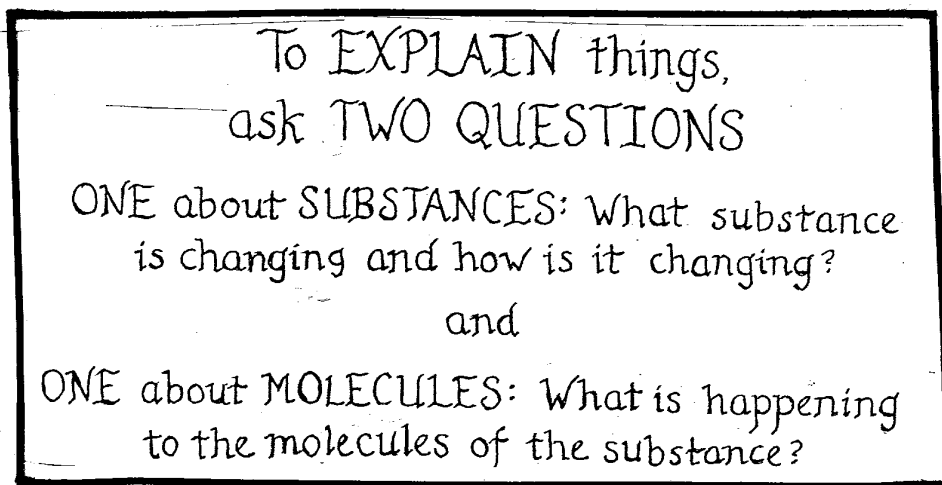 To EXPLAIN things,
ask TWO QUESTIONS
ONE about SUBSTANCES: What substance
is changing and how is it changing?
and
ONE about MOLECULES: What is happening
to the molecules of the substance?